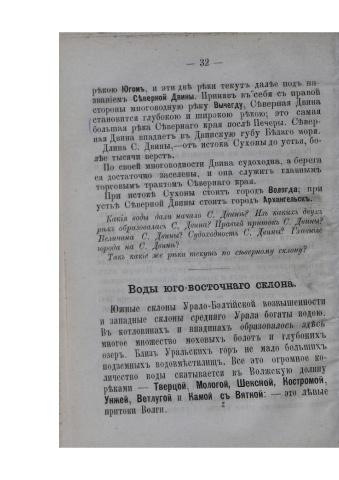 — 32 —
рѣкою Югомъ, и эти двѣ рѣки текутъ далѣе подъ на-
званіемъ Сѣверной Двины. Принявъ въ себя съ правой
стороны многоводную рѣку Вычегду, Сѣверная Двина
становится глубокою и широкою рѣкою; это самая
большая рѣка Сѣвернаго края послѣ Печеры. Сѣвер-
ная Двина впадаетъ въ Двинскую губу Бѣлаго моря.
Длина С. Двины,—отъ истока Сухоны до устья, бо-
лѣе тысячи верстъ.
По своей многоводности Двина судоходна, а берега
ея достаточно заселены, и она служитъ главнымъ
торговымъ трактомъ Сѣвернаго края.
При истокѣ Сухоны стоитъ городъ Вологда; при
устьѣ Сѣверной Двины стоитъ городъ Архангельскъ.
Какія воды дали начало С. Двинѣ? Изъ какихъ двухъ
рѣкъ образовалась С. Двина? Правый притокъ С. Двины?
Величина С. Двины? Судоходность С. Двины? Главные
города на С. Двинѣ?
Такъ какія же рѣки текутъ по сѣверному склону?
Воды юго-восточнаго склона.
Южные склоны Урало-Балтійской возвышенности
и западные склоны средняго Урала богаты водою.
Въ котловинахъ и впадинахъ образовалось здѣсь
многое множество моховыхъ болотъ и глубокихъ
озеръ. Близъ Уральскихъ горъ не мало большихъ
подземныхъ водовмѣстилищъ. Все это огромное ко-
личество воды скатывается въ Волжскую долину
рѣками — Тверцой, Мологой, Шексной, Костромой,
Унжей, Ветлугой и Камой съ Вяткой: — это лѣвые
притоки Волги.